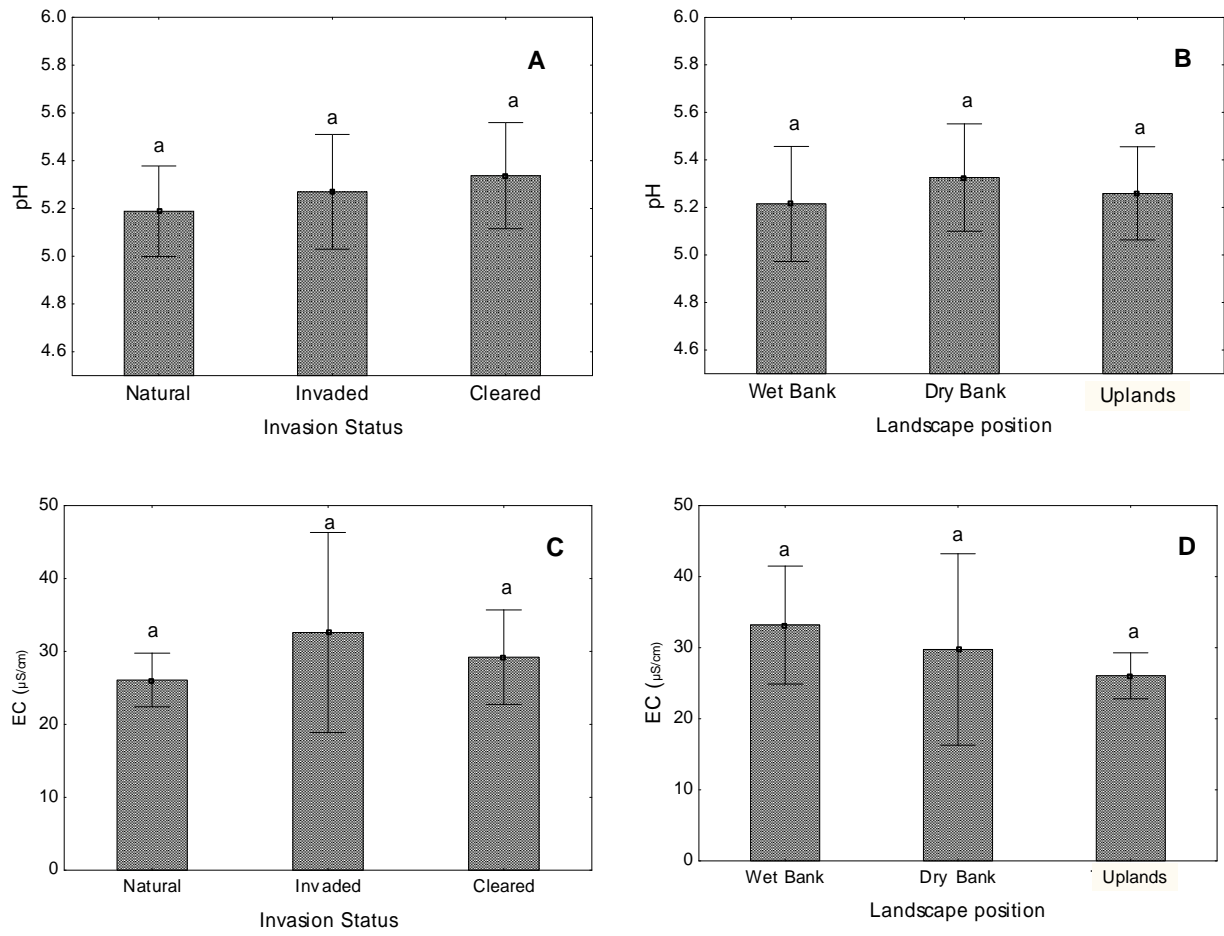 6.0
5.8
5.6
5.4
5.2
5.0
4.8
4.6
pH
A
a
a
a
Natural Invaded Cleared
Invasion Status
6.0
5.8
5.6
5.4
5.2
5.0
4.8
4.6
pH
B
a
a
a
Wet Bank Dry Bank Uplands
Landscape position
50
40
30
20
10
0
EC (µS/cm)
C
a
a
a
Natural Invaded Cleared
Invasion Status
50
40
30
20
10
0
EC (µS/cm)
D
a
a
a
Wet Bank Dry Bank Uplands
Landscape position